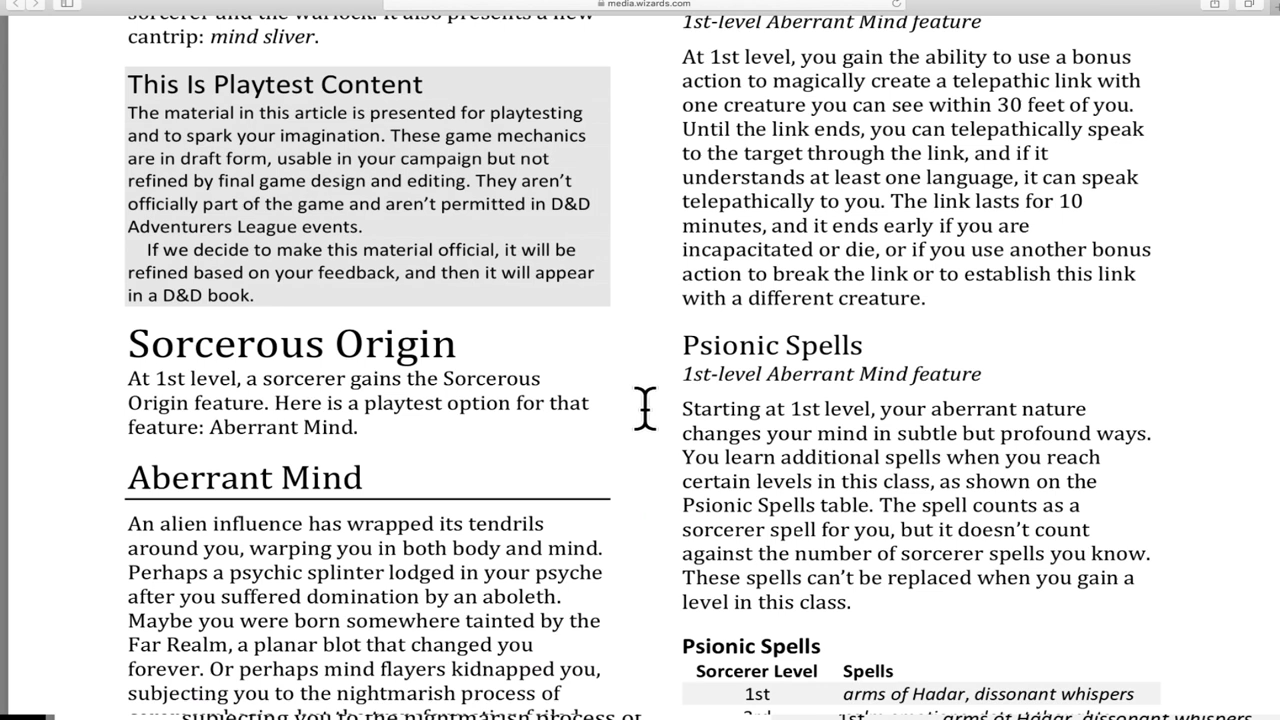 media.wizards.com
sorcerer and the warlock. It also presents a new
cantrip: mind sliver.
This Is Playtest Content
The material in this article is presented for playtesting
and to spark your imagination. These game mechanics
are in draft form, usable in your campaign but not
refined by final game design and editing. They aren’t
officially part of the game and aren’t permitted in D&D
Adventurers League events.
If we decide to make this material official, it will be
refined based on your feedback, and then it will appear
in a D&D book.
Sorcerous Origin
At 1st level, a sorcerer gains the Sorcerous
Origin feature. Here is a playtest option for that
feature: Aberrant Mind.
Aberrant Mind
An alien influence has wrapped its tendrils
around you, warping you in both body and mind.
Perhaps a psychic splinter lodged in your psyche
after you suffered domination by an aboleth.
Maybe you were born somewhere tainted by the
Far Realm, a planar blot that changed you
forever. Or perhaps mind flayers kidnapped you,
subjecting you to the nightmarish process of
subjecting you to the nightmarish process of
1st-level Aberrant Mind feature
At 1st level, you gain the ability to use a bonus
action to magically create a telepathic link with
one creature you can see within 30 feet of you.
Until the link ends, you can telepathically speak
to the target through the link, and if it
understands at least one language, it can speak
telepathically to you. The link lasts for 10
minutes, and it ends early if you are
incapacitated or die, or if you use another bonus
action to break the link or to establish this link
with a different creature.
Psionic Spells
1st-level Aberrant Mind feature
Starting at 1st level, your aberrant nature
changes your mind in subtle but profound ways.
You learn additional spells when you reach
certain levels in this class, as shown on the
Psionic Spells table. The spell counts as a
sorcerer spell for you, but it doesn’t count
against the number of sorcerer spells you know.
These spells can’t be replaced when you gain a
level in this class.
Psionic Spells
Sorcerer Level Spells
1st arms of Hadar, dissonant whispers
1st arms of Hadar, dissonant whispers